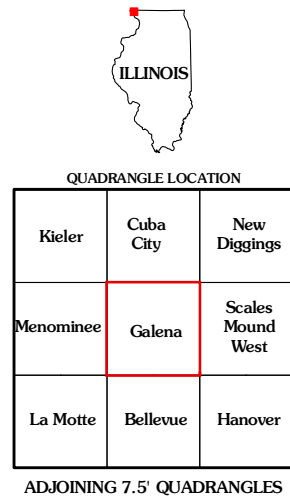 ILLINOIS
QUADRANGLE LOCATION
Kieler
Cuba
City
New
Diggings
Menominee
Galena
Scales
Mound
West
La Motte
Bellevue
Hanover
ADJOINING 7.5' QUADRANGLES